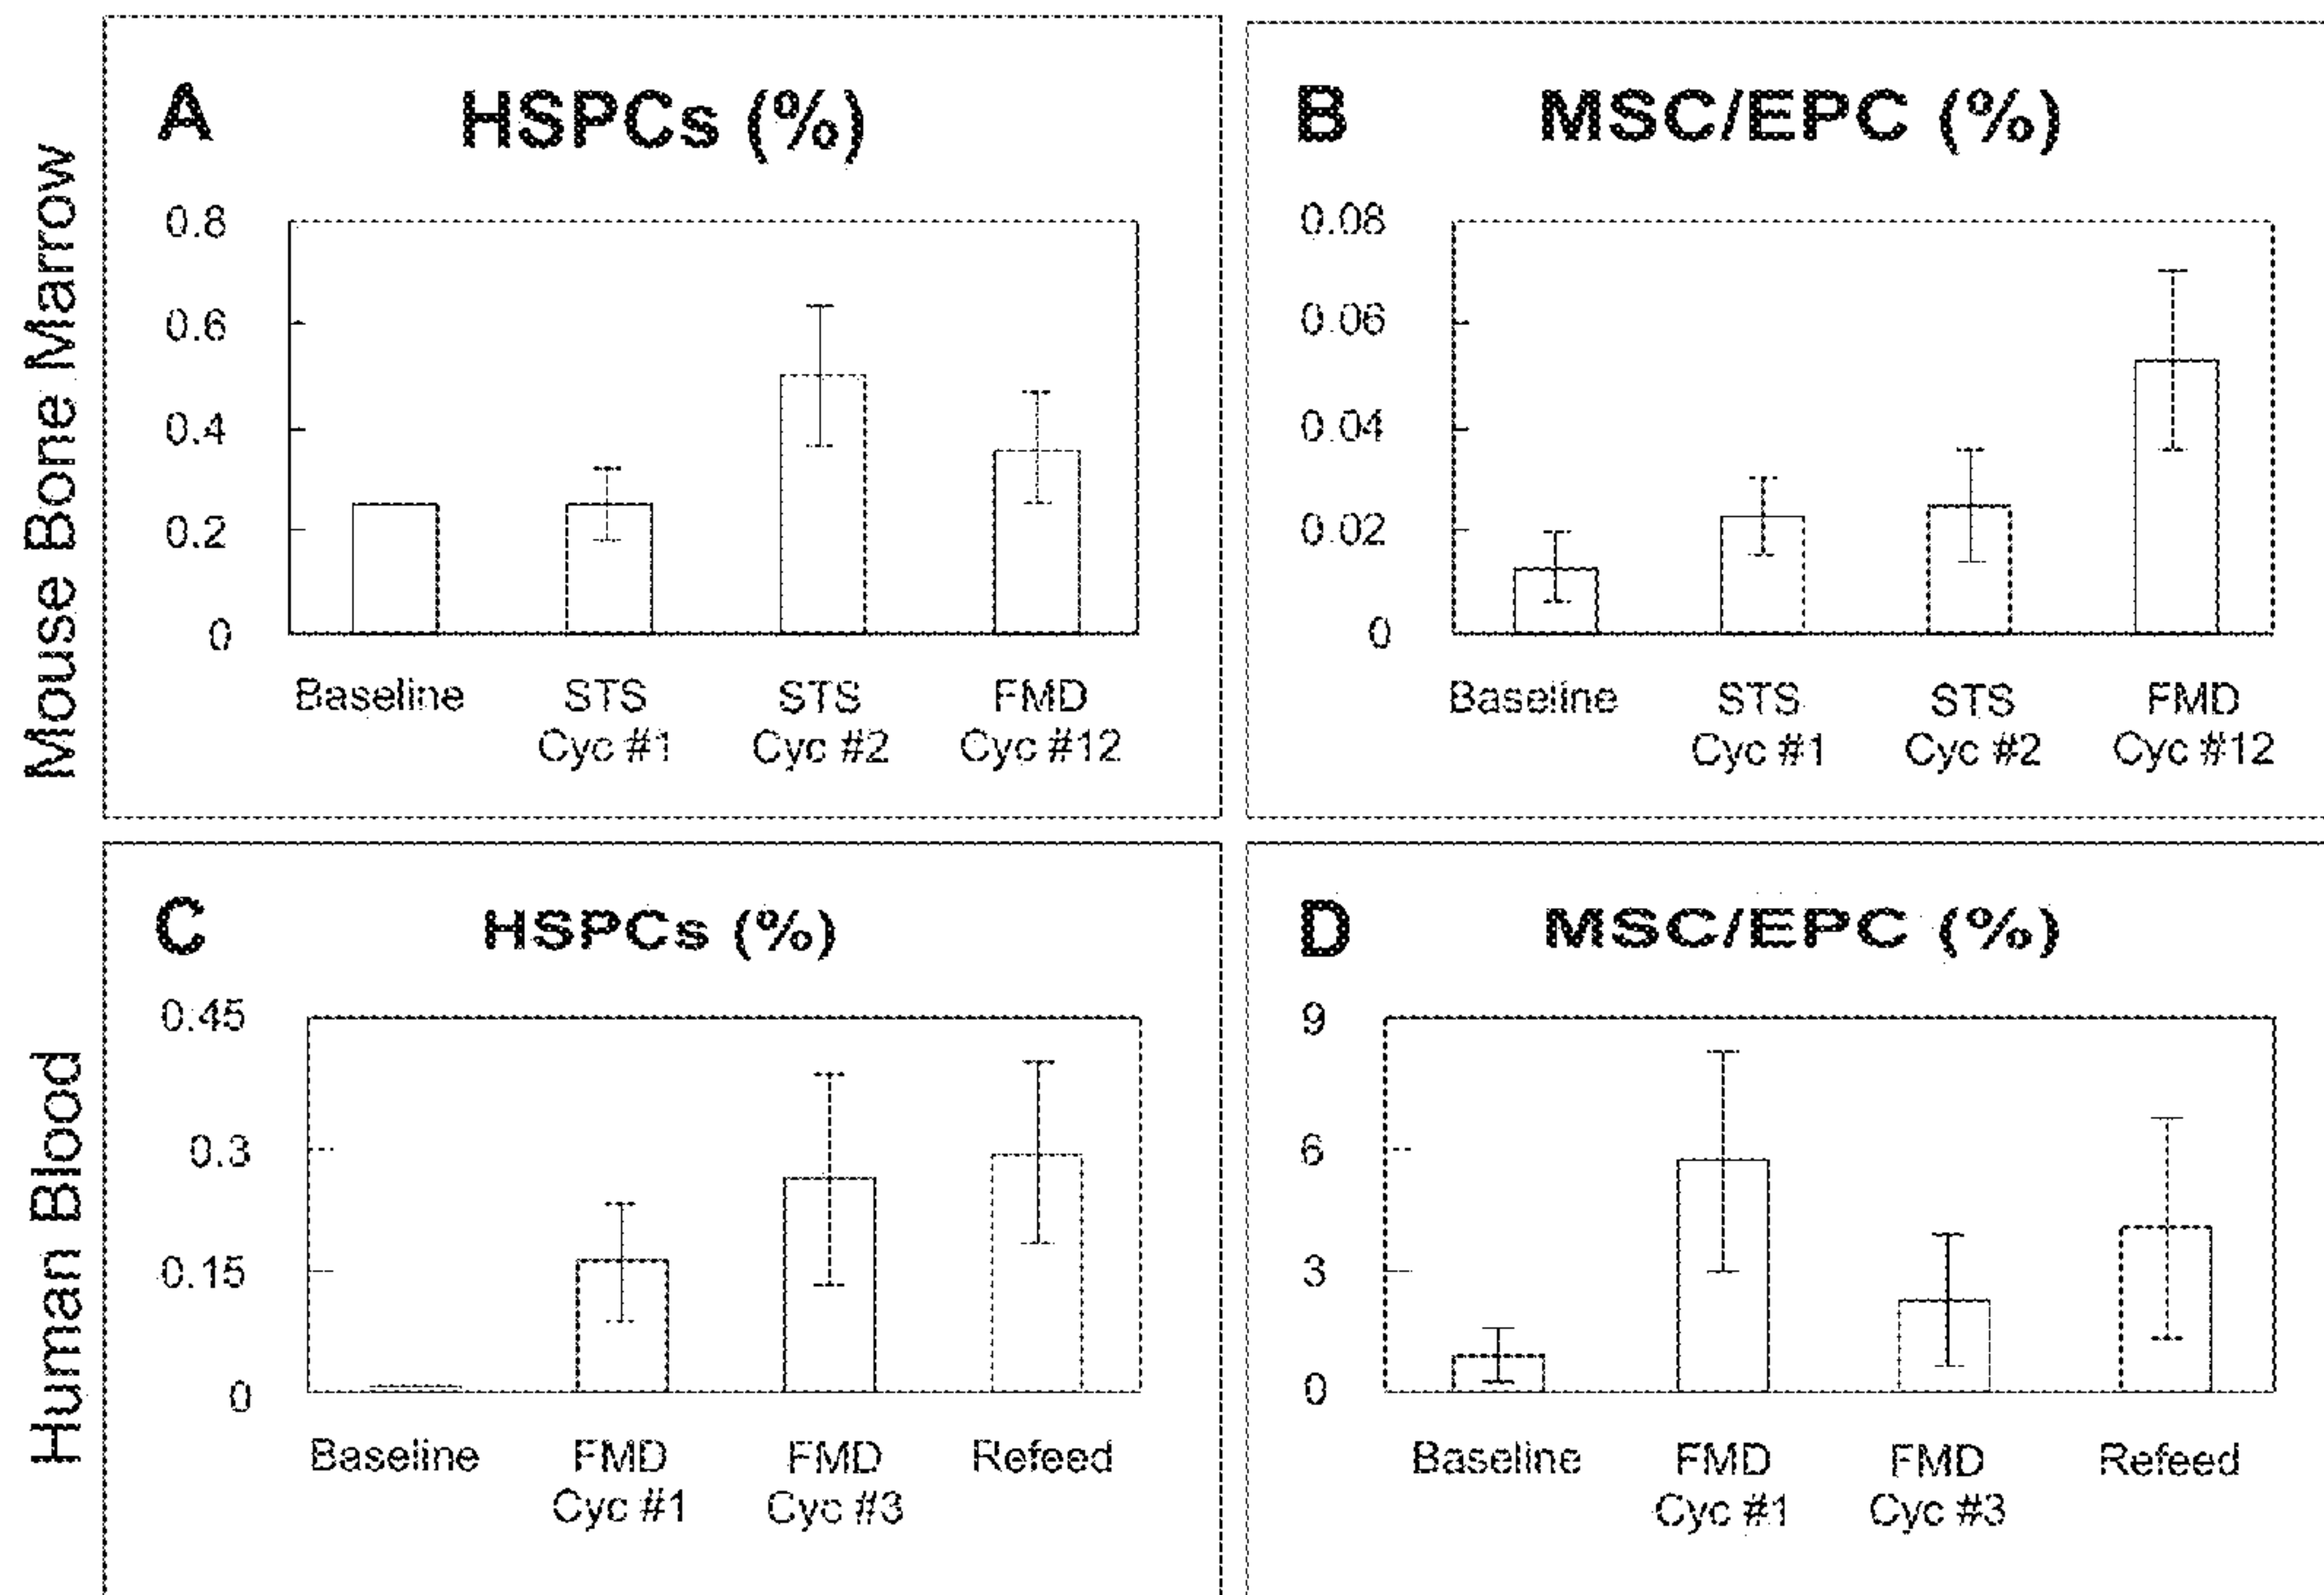 Mouse Bone Marrow
A HSPCs (%)
0.8
0.6
0.4
0.2
0
Baseline STS STS FMD
Cyc #1 Cyc #2 Cyc #12
B MSC/EPC (%)
0.08
0.06
0.04
0.02
0
Baseline STS STS FMD
Cyc #1 Cyc #2 Cyc #12
Human Blood
C HSPCs (%)
0.45
0.3
0.15
0
Baseline FMD FMD Refeed
Cyc #1 Cyc #3
D MSC/EPC (%)
9
6
3
0
Baseline FMD FMD Refeed
Cyc #1 Cyc #3